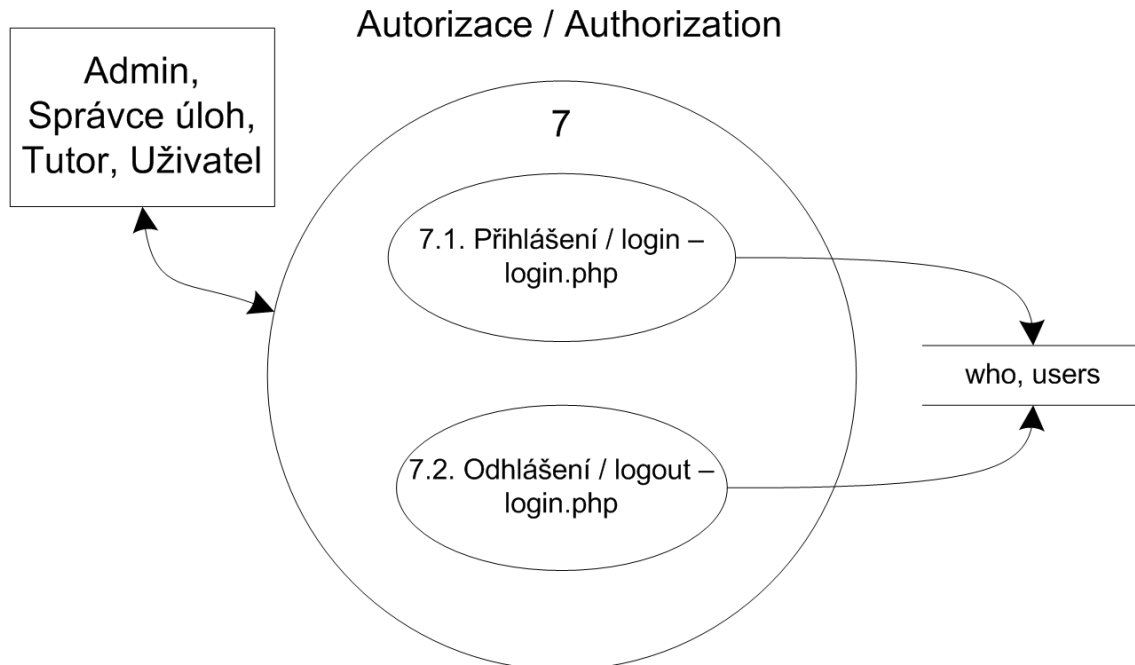 Autorizace / Authorization
Admin,
Správce úloh,
Tutor, Uživatel
7
7.1. Přihlášení / login –
login.php
who, users
7.2. Odhlášení / logout –
login.php